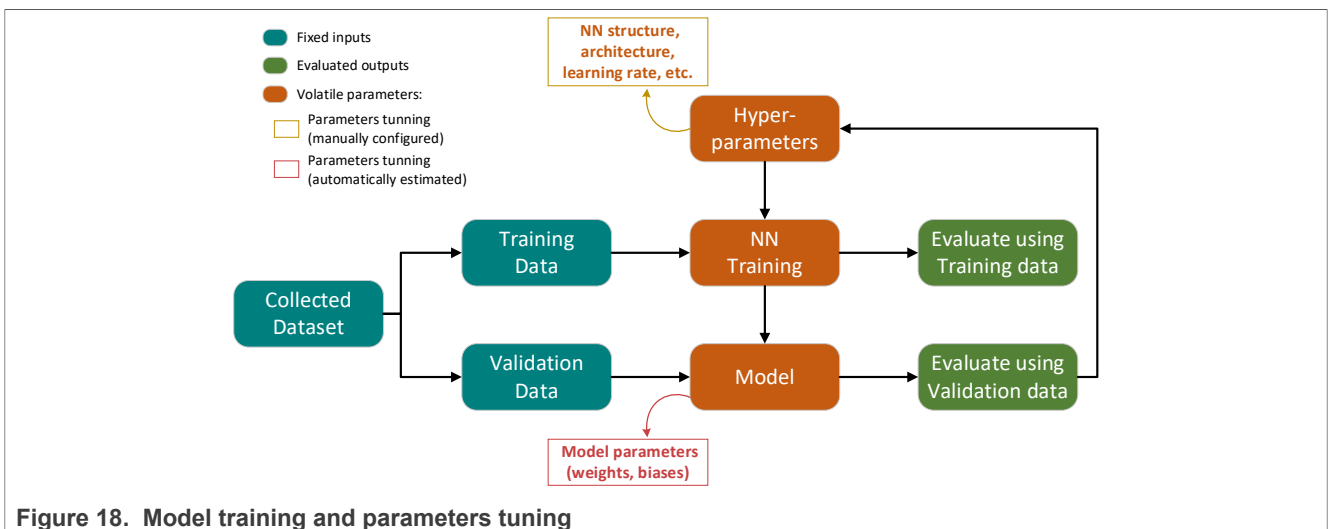 Fixed inputs
Evaluated outputs
Volatile parameters:
Parameters tunning
(manually configured)
Parameters tunning
(automatically estimated)
NN structure,
architecture,
learning rate, etc.
Hyper-
parameters
Training
Data
NN
Training
Evaluate using
Training data
Collected
Dataset
Validation
Data
Model
Evaluate using
Validation data
Model parameters
(weights, biases)
Figure 18. Model training and parameters tuning